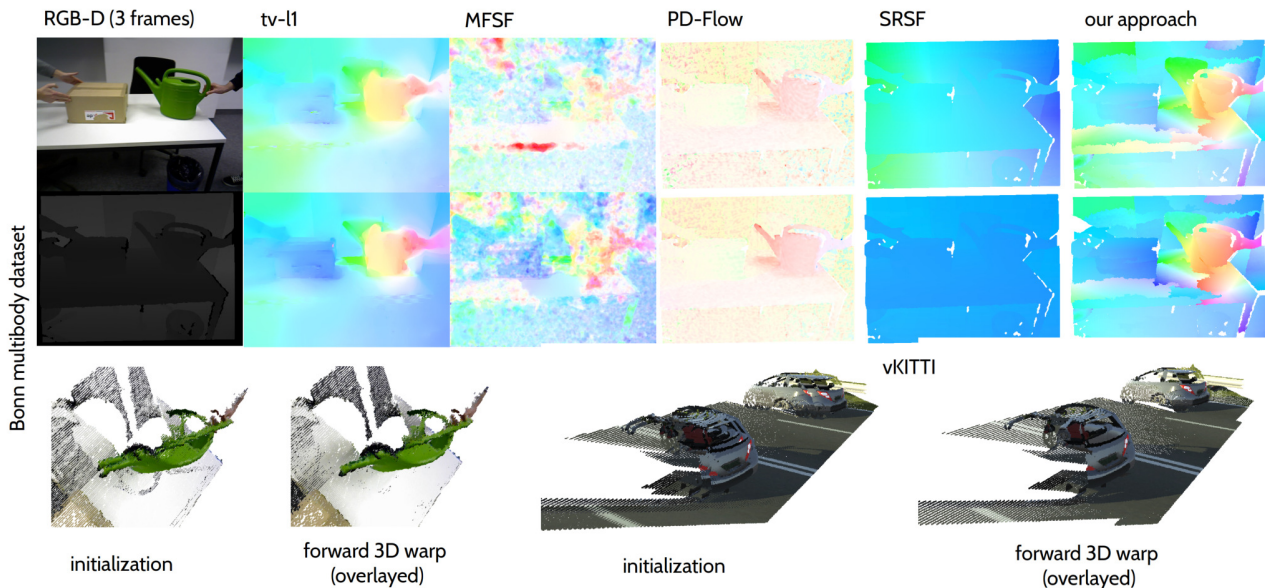 RGB-D (3 frames)
tv-l1
MFSF
PD-Flow
SRSF
our approach
Bonn multibody dataset
vKITTI
initialization
forward 3D warp
(overlayed)
initialization
forward 3D warp
(overlayed)